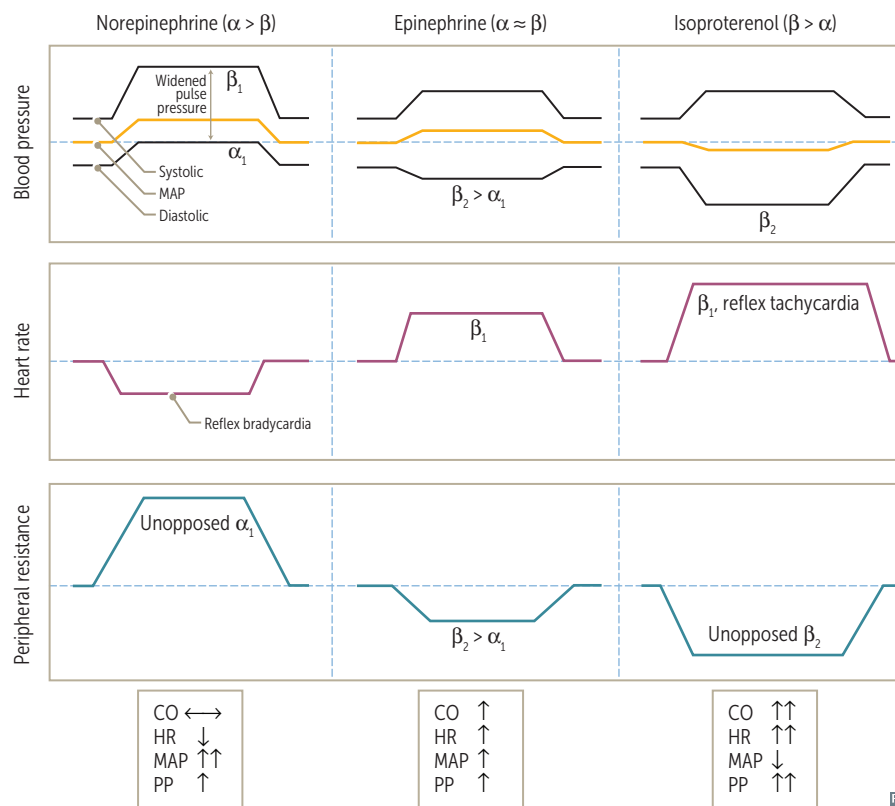 Norepinephrine (α > β)
Epinephrine (α ≈ β)
Isoproterenol (β > α)
Blood pressure
Widened
pulse
pressure
β₁
α₁
Systolic
MAP
Diastolic
β₂ > α₁
β₂
Heart rate
Reflex bradycardia
β₁
β₁, reflex tachycardia
Peripheral resistance
Unopposed α₁
β₂ > α₁
Unopposed β₂
CO ⟷
HR ↓
MAP ↑↑
PP ↑
CO ↑
HR ↑
MAP ↑
PP ↑
CO ↑↑
HR ↑↑
MAP ↓
PP ↑↑